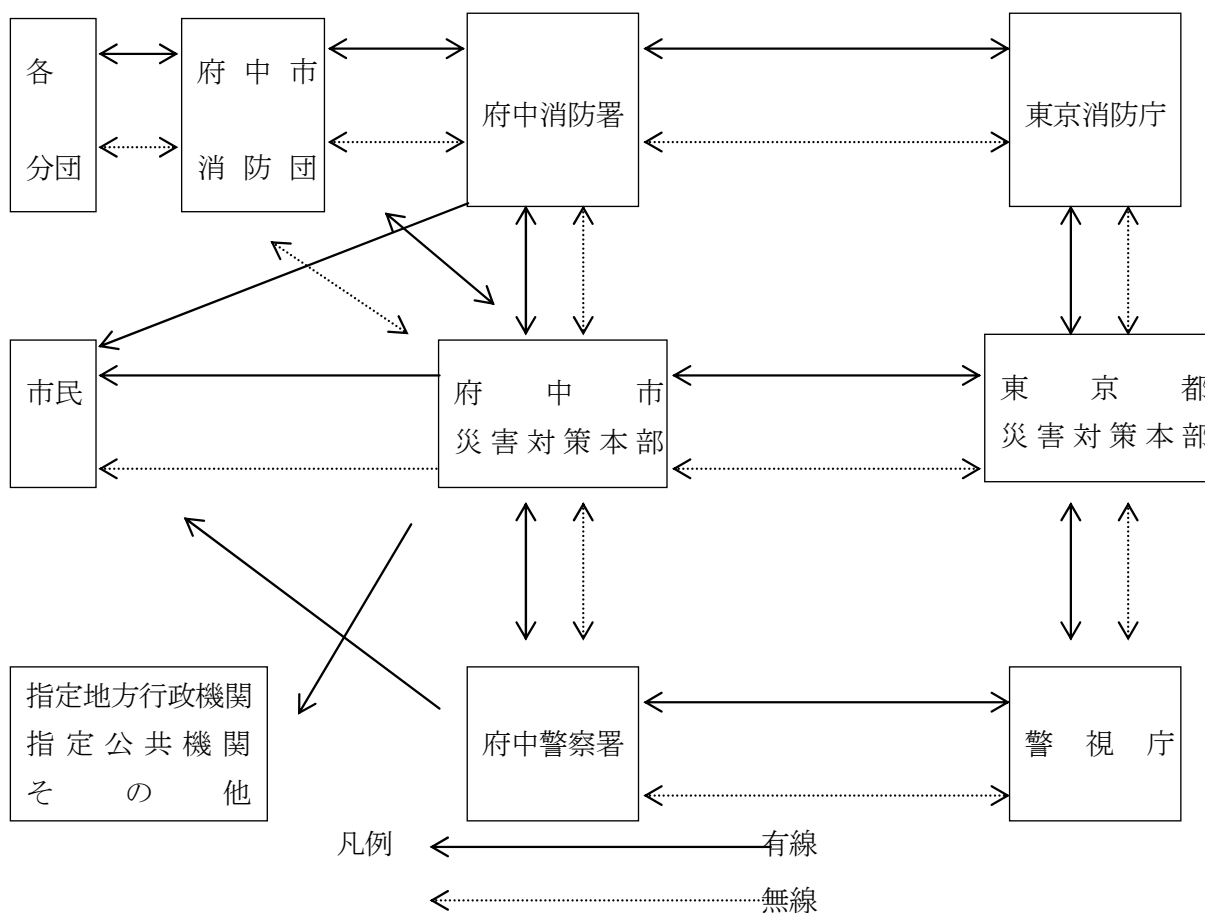 各
分団
府中市
消防団
府中消防署
東京消防庁
市民
府中市
災害対策本部
東京都
災害対策本部
指定地方行政機関
指定公共機関
その他
府中警察署
警視庁
凡例
有線
無線